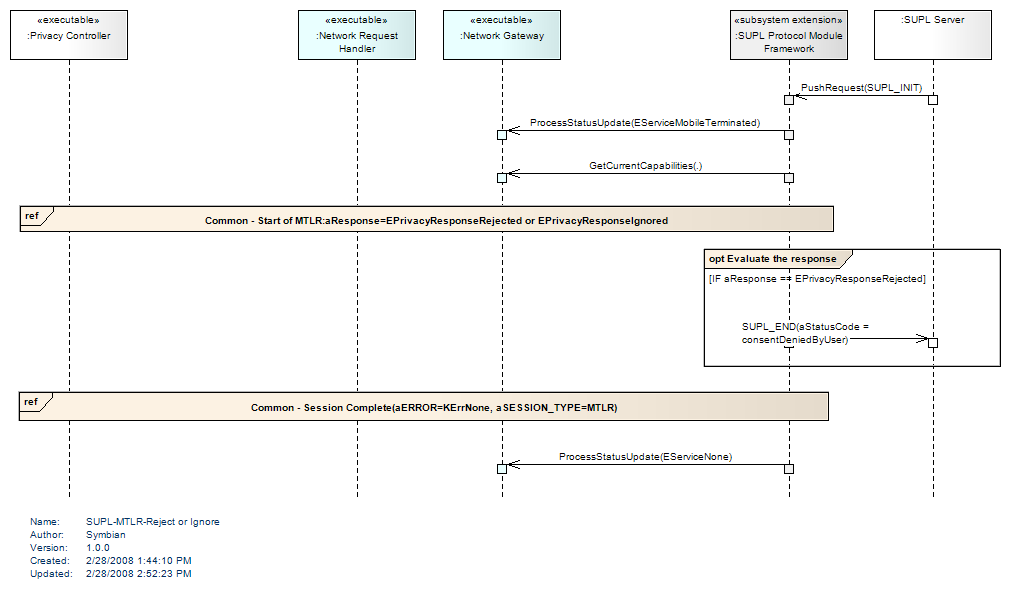 «executable»
:Privacy Controller
«executable»
:Network Request
Handler
«executable»
:Network Gateway
«subsystem extension»
:SUPL Protocol Module
Framework
:SUPL Server
PushRequest(SUPL_INIT)
ProcessStatusUpdate(EServiceMobileTerminated)
GetCurrentCapabilities(.)
ref
Common - Start of MTLR:aResponse=EPrivacyResponseRejected or EPrivacyResponseIgnored
opt Evaluate the response
[IF aResponse == EPrivacyResponseRejected]
SUPL_END(aStatusCode =
consentDeniedByUser)
ref
Common - Session Complete(aERROR=KErrNone, aSESSION_TYPE=MTLR)
ProcessStatusUpdate(EServiceNone)
Name: SUPL-MTLR-Reject or Ignore
Author: Symbian
Version: 1.0.0
Created: 2/28/2008 1:44:10 PM
Updated: 2/28/2008 2:52:23 PM